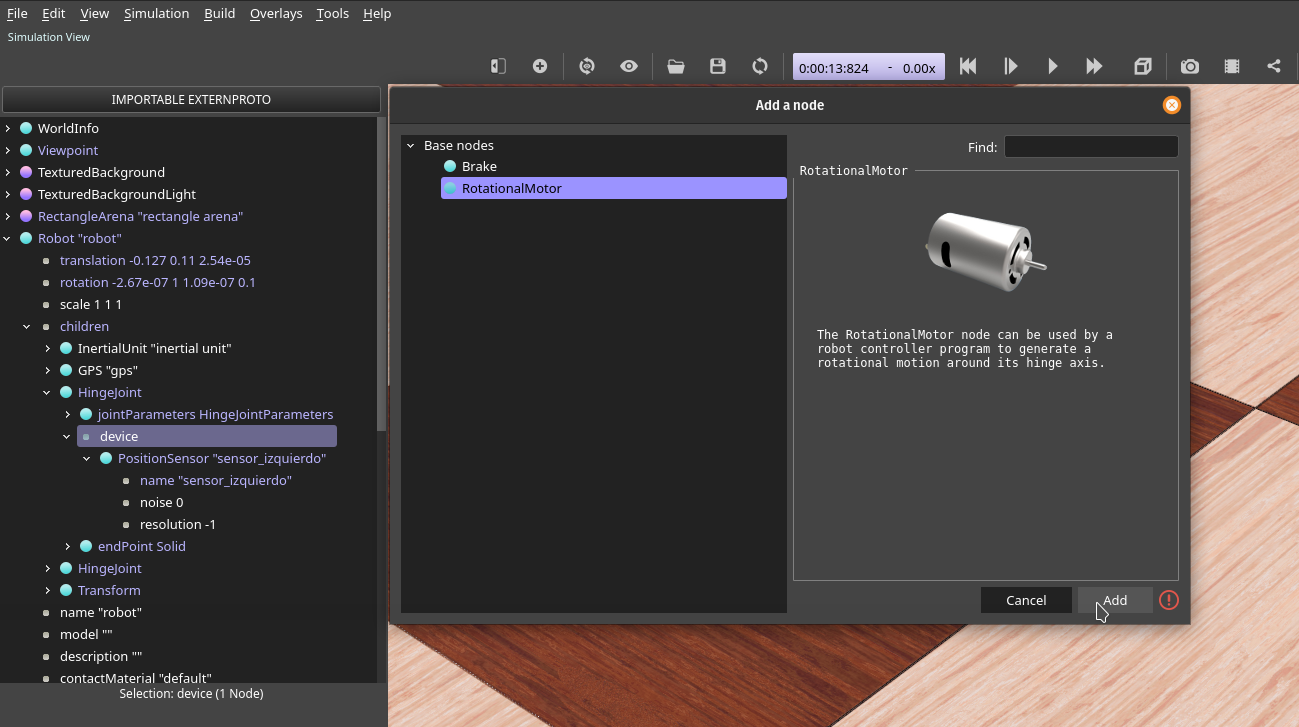 File Edit View Simulation Build Overlays Tools Help
Simulation View
0:00:13:824 - 0.00x
IMPORTABLE EXTERNPROTO
WorldInfo
Viewpoint
TexturedBackground
TexturedBackgroundLight
RectangleArena "rectangle arena"
Robot "robot"
translation -0.127 0.11 2.54e-05
rotation -2.67e-07 1 1.09e-07 0.1
scale 1 1 1
children
InertialUnit "inertial unit"
GPS "gps"
HingeJoint
jointParameters HingeJointParameters
device
PositionSensor "sensor_izquierdo"
name "sensor_izquierdo"
noise 0
resolution -1
endPoint Solid
HingeJoint
Transform
name "robot"
model ""
description ""
contactMaterial "default"
Selection: device (1 Node)
Add a node
Base nodes
Brake
RotationalMotor
Find:
RotationalMotor
The RotationalMotor node can be used by a
robot controller program to generate a
rotational motion around its hinge axis.
Cancel Add